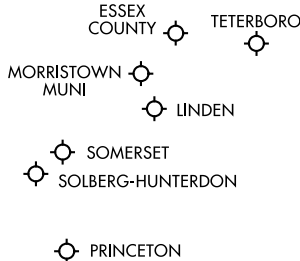 ESSEX
COUNTY
TETERBORO
MORRISTOWN
MUNI
LINDEN
SOMERSET
SOLBERG-HUNTERDON
PRINCETON